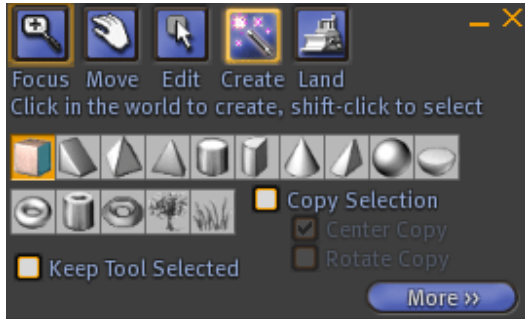 Focus Move Edit Create Land
Click in the world to create, shift-click to select
Copy Selection
Center Copy
Rotate Copy
Keep Tool Selected
More >>